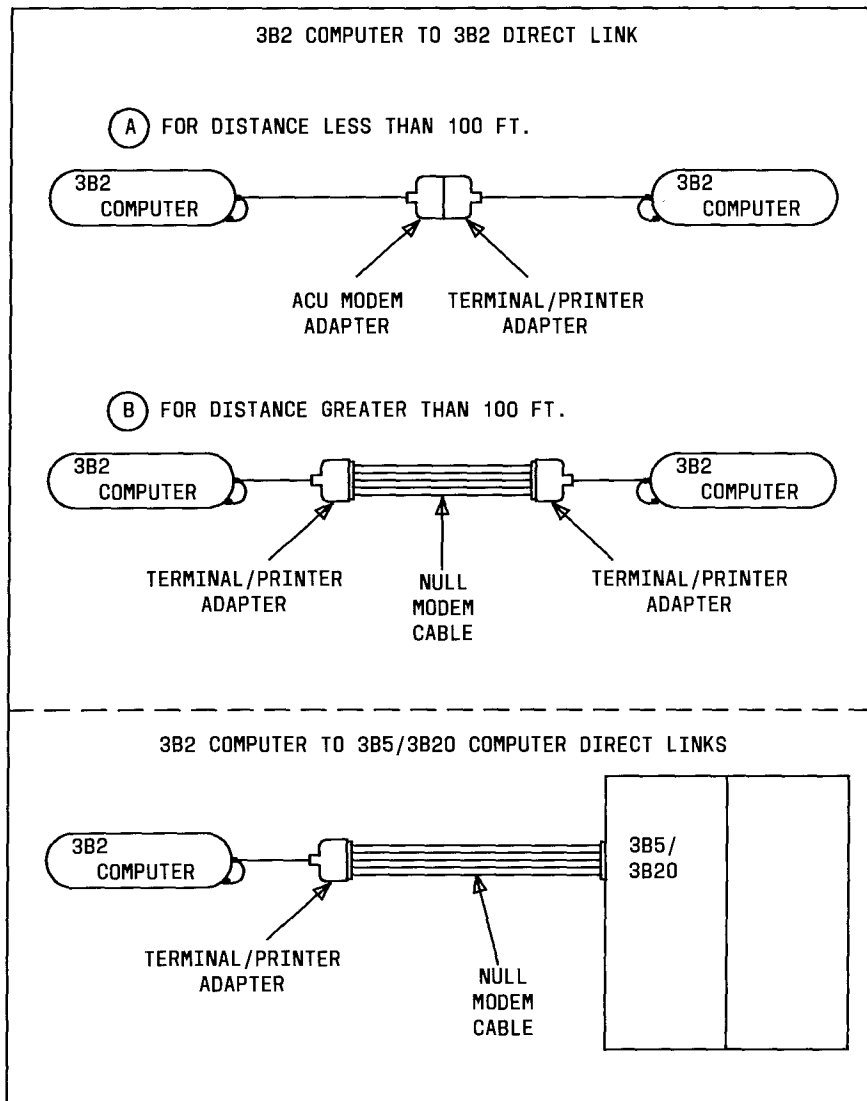 3B2 COMPUTER TO 3B2 DIRECT LINK
A FOR DISTANCE LESS THAN 100 FT.
3B2
COMPUTER
3B2
COMPUTER
ACU MODEM
ADAPTER
TERMINAL/PRINTER
ADAPTER
B FOR DISTANCE GREATER THAN 100 FT.
3B2
COMPUTER
3B2
COMPUTER
TERMINAL/PRINTER
ADAPTER
NULL
MODEM
CABLE
TERMINAL/PRINTER
ADAPTER
3B2 COMPUTER TO 3B5/3B20 COMPUTER DIRECT LINKS
3B2
COMPUTER
3B5/
3B20
TERMINAL/PRINTER
ADAPTER
NULL
MODEM
CABLE